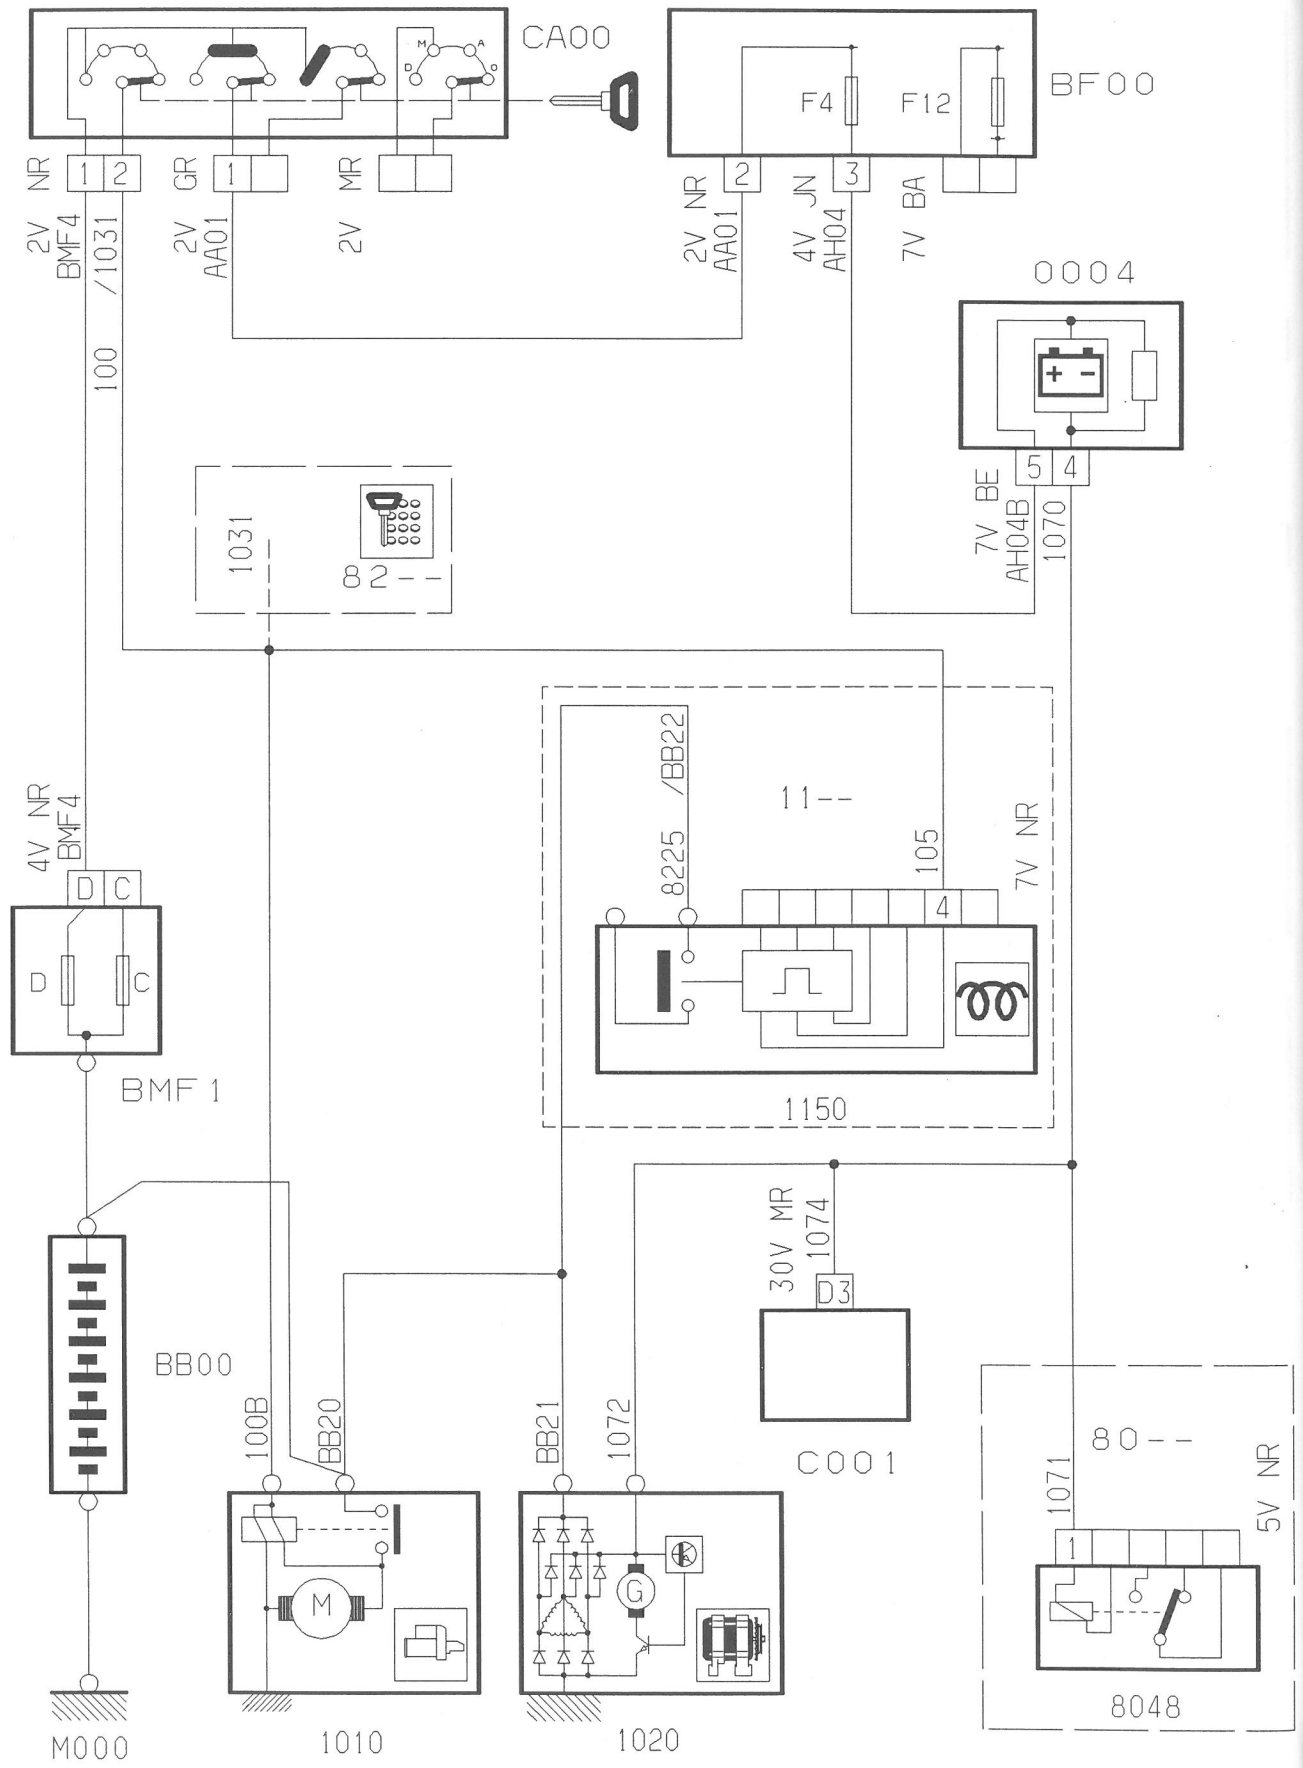 CA00
M A
D O
BF00
F4 F12
1 2 1 2 3
2V NR
BMF4
100 /1031
2V GR
AA01
2V MR
2V NR
AA01
4V JN
AH04
7V BA
0004
+ -
5 4
7V BE
AH04B
1070
1031
82--
/BB22
8225
11--
105
7V NR
4
1150
4V NR
BMF4
D C
D C
BMF1
30V MR
1074
D3
C001
BB00
100B
BB20
BB21
1072
80--
1071
5V NR
1
M
G
8048
M000
1010
1020